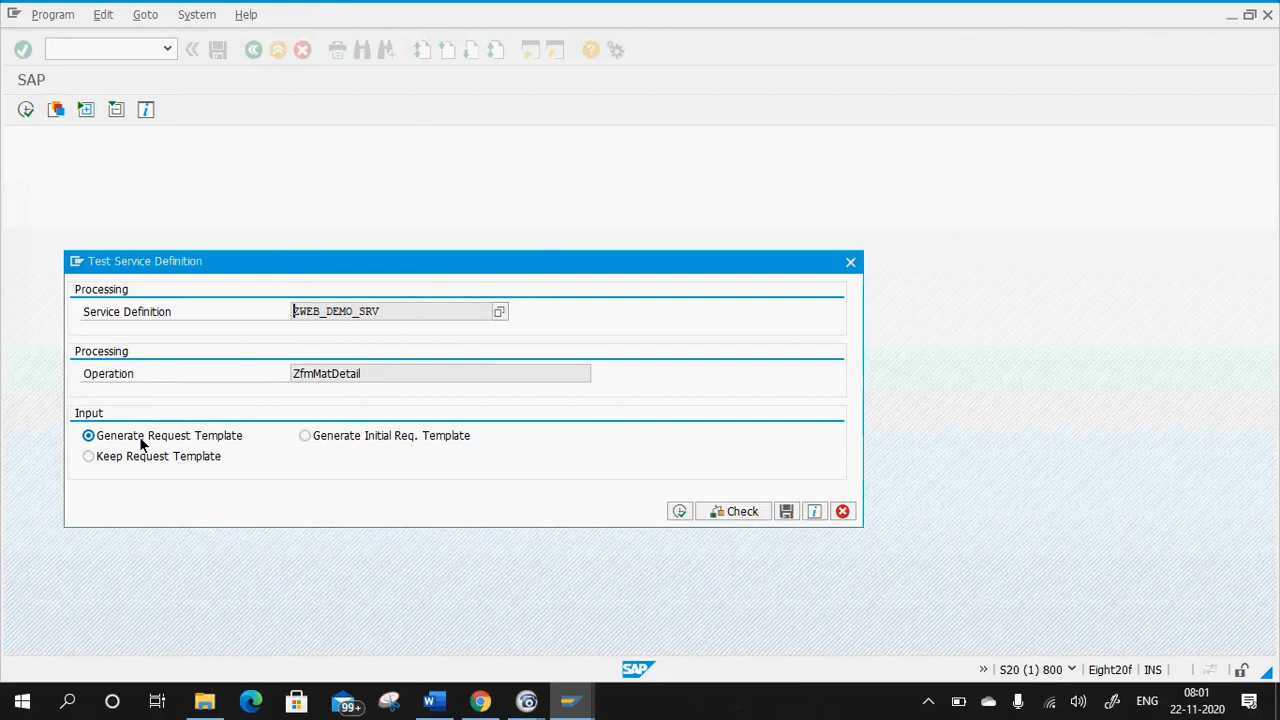 Program Edit Goto System Help
SAP
Test Service Definition
Processing
Service Definition ZWEB_DEMO_SRV
Processing
Operation ZfmMatDetail
Input
Generate Request Template Generate Initial Req. Template
Keep Request Template
Check
SAP S20 (1) 800 Eight20f INS
99+ ENG 08:01
22-11-2020